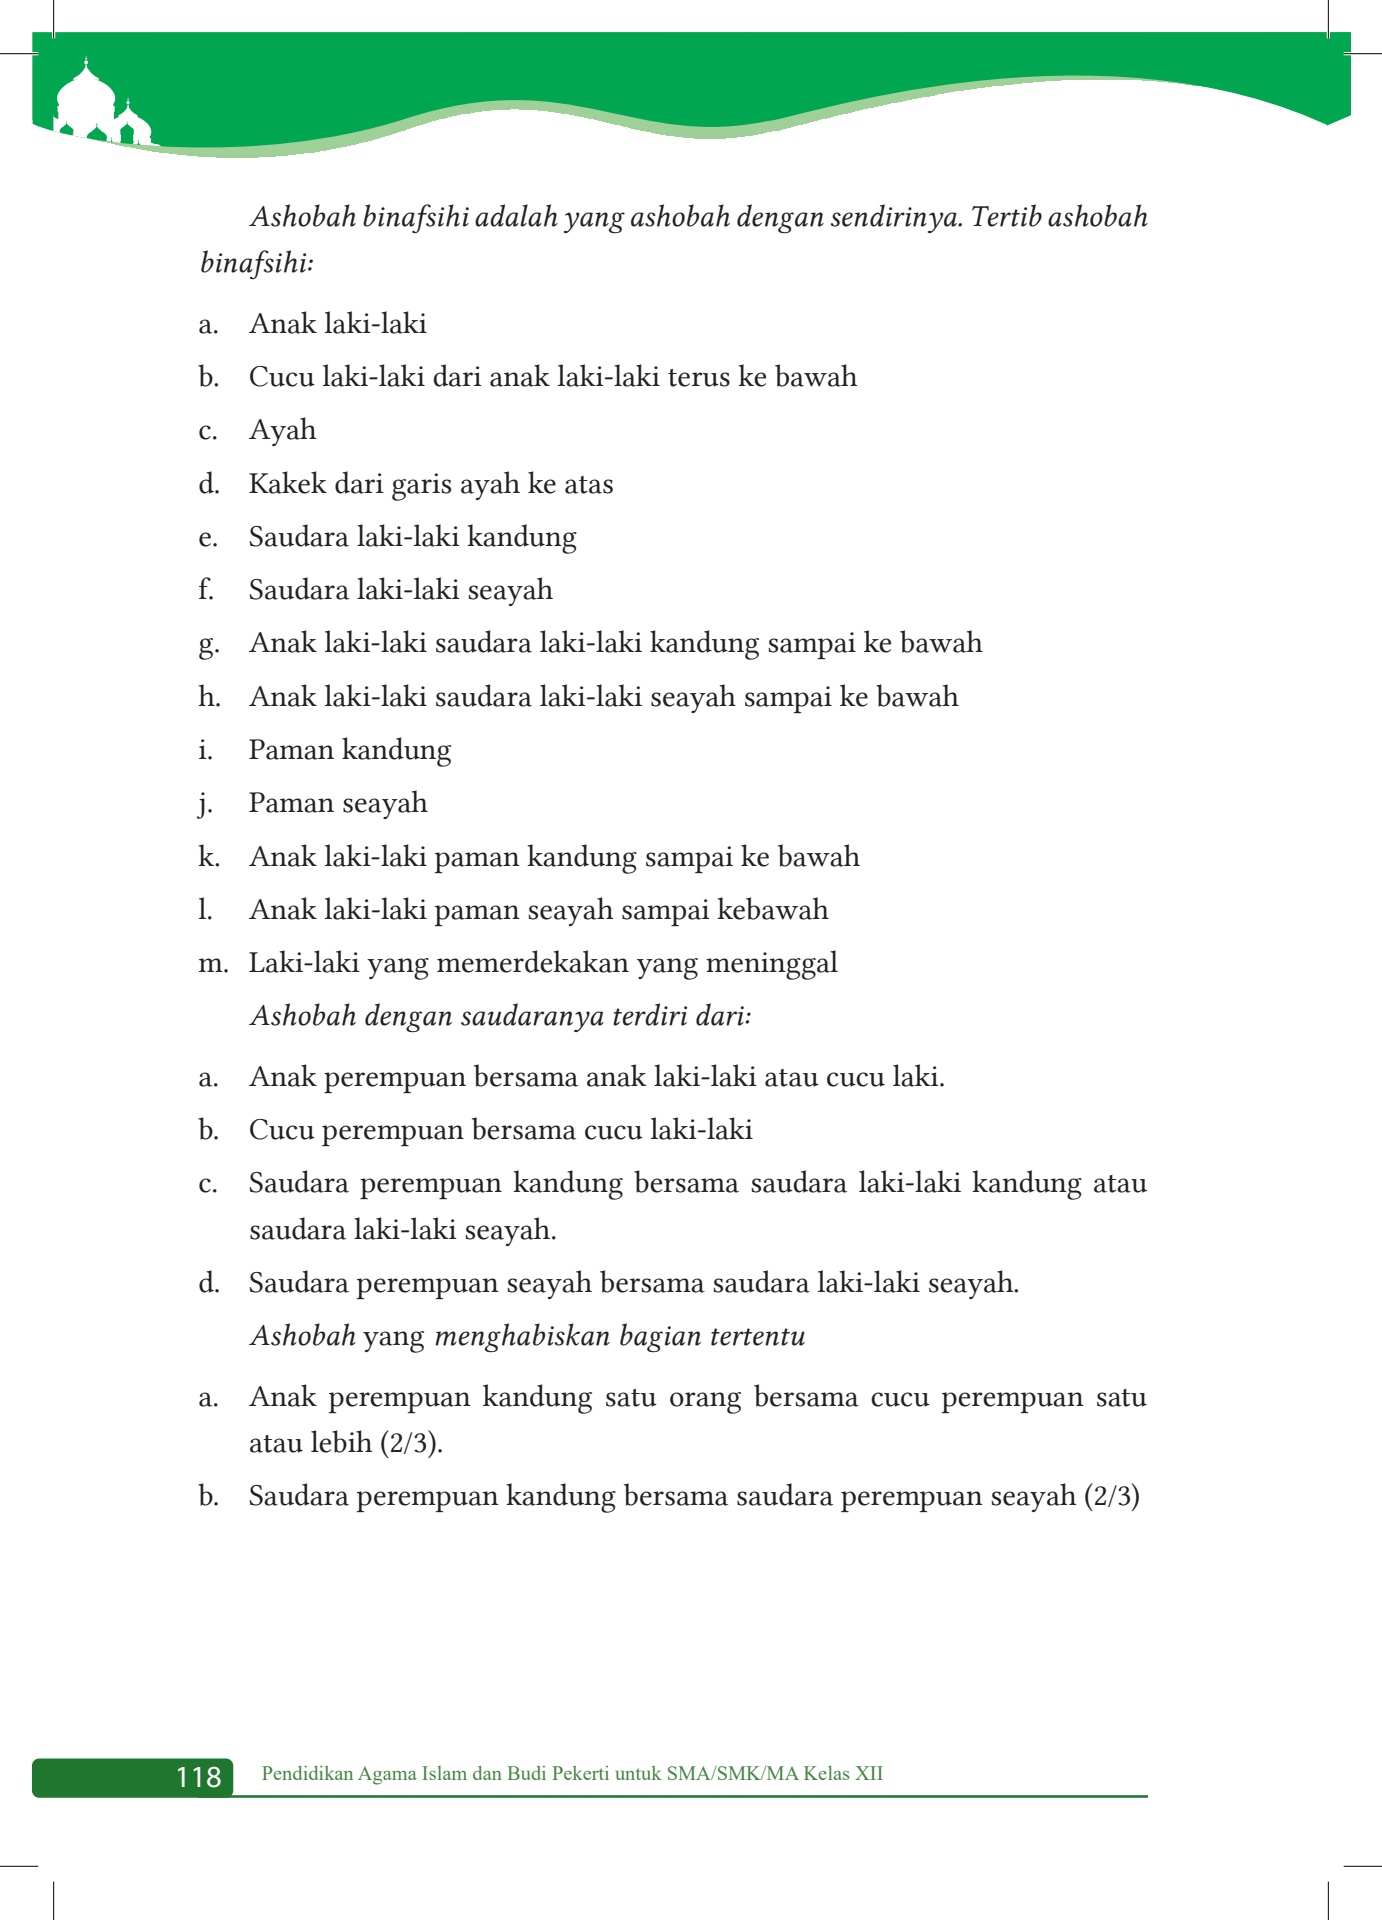 Ashobah binafsihi adalah yang ashobah dengan sendirinya. Tertib ashobah
binafsihi:
a. Anak laki-laki
b. Cucu laki-laki dari anak laki-laki terus ke bawah
c. Ayah
d. Kakek dari garis ayah ke atas
e. Saudara laki-laki kandung
f. Saudara laki-laki seayah
g. Anak laki-laki saudara laki-laki kandung sampai ke bawah
h. Anak laki-laki saudara laki-laki seayah sampai ke bawah
i. Paman kandung
j. Paman seayah
k. Anak laki-laki paman kandung sampai ke bawah
l. Anak laki-laki paman seayah sampai kebawah
m. Laki-laki yang memerdekakan yang meninggal
Ashobah dengan saudaranya terdiri dari:
a. Anak perempuan bersama anak laki-laki atau cucu laki.
b. Cucu perempuan bersama cucu laki-laki
c. Saudara perempuan kandung bersama saudara laki-laki kandung atau
saudara laki-laki seayah.
d. Saudara perempuan seayah bersama saudara laki-laki seayah.
Ashobah yang menghabiskan bagian tertentu
a. Anak perempuan kandung satu orang bersama cucu perempuan satu
atau lebih (2/3).
b. Saudara perempuan kandung bersama saudara perempuan seayah (2/3)
118 Pendidikan Agama Islam dan Budi Pekerti untuk SMA/SMK/MA Kelas XII